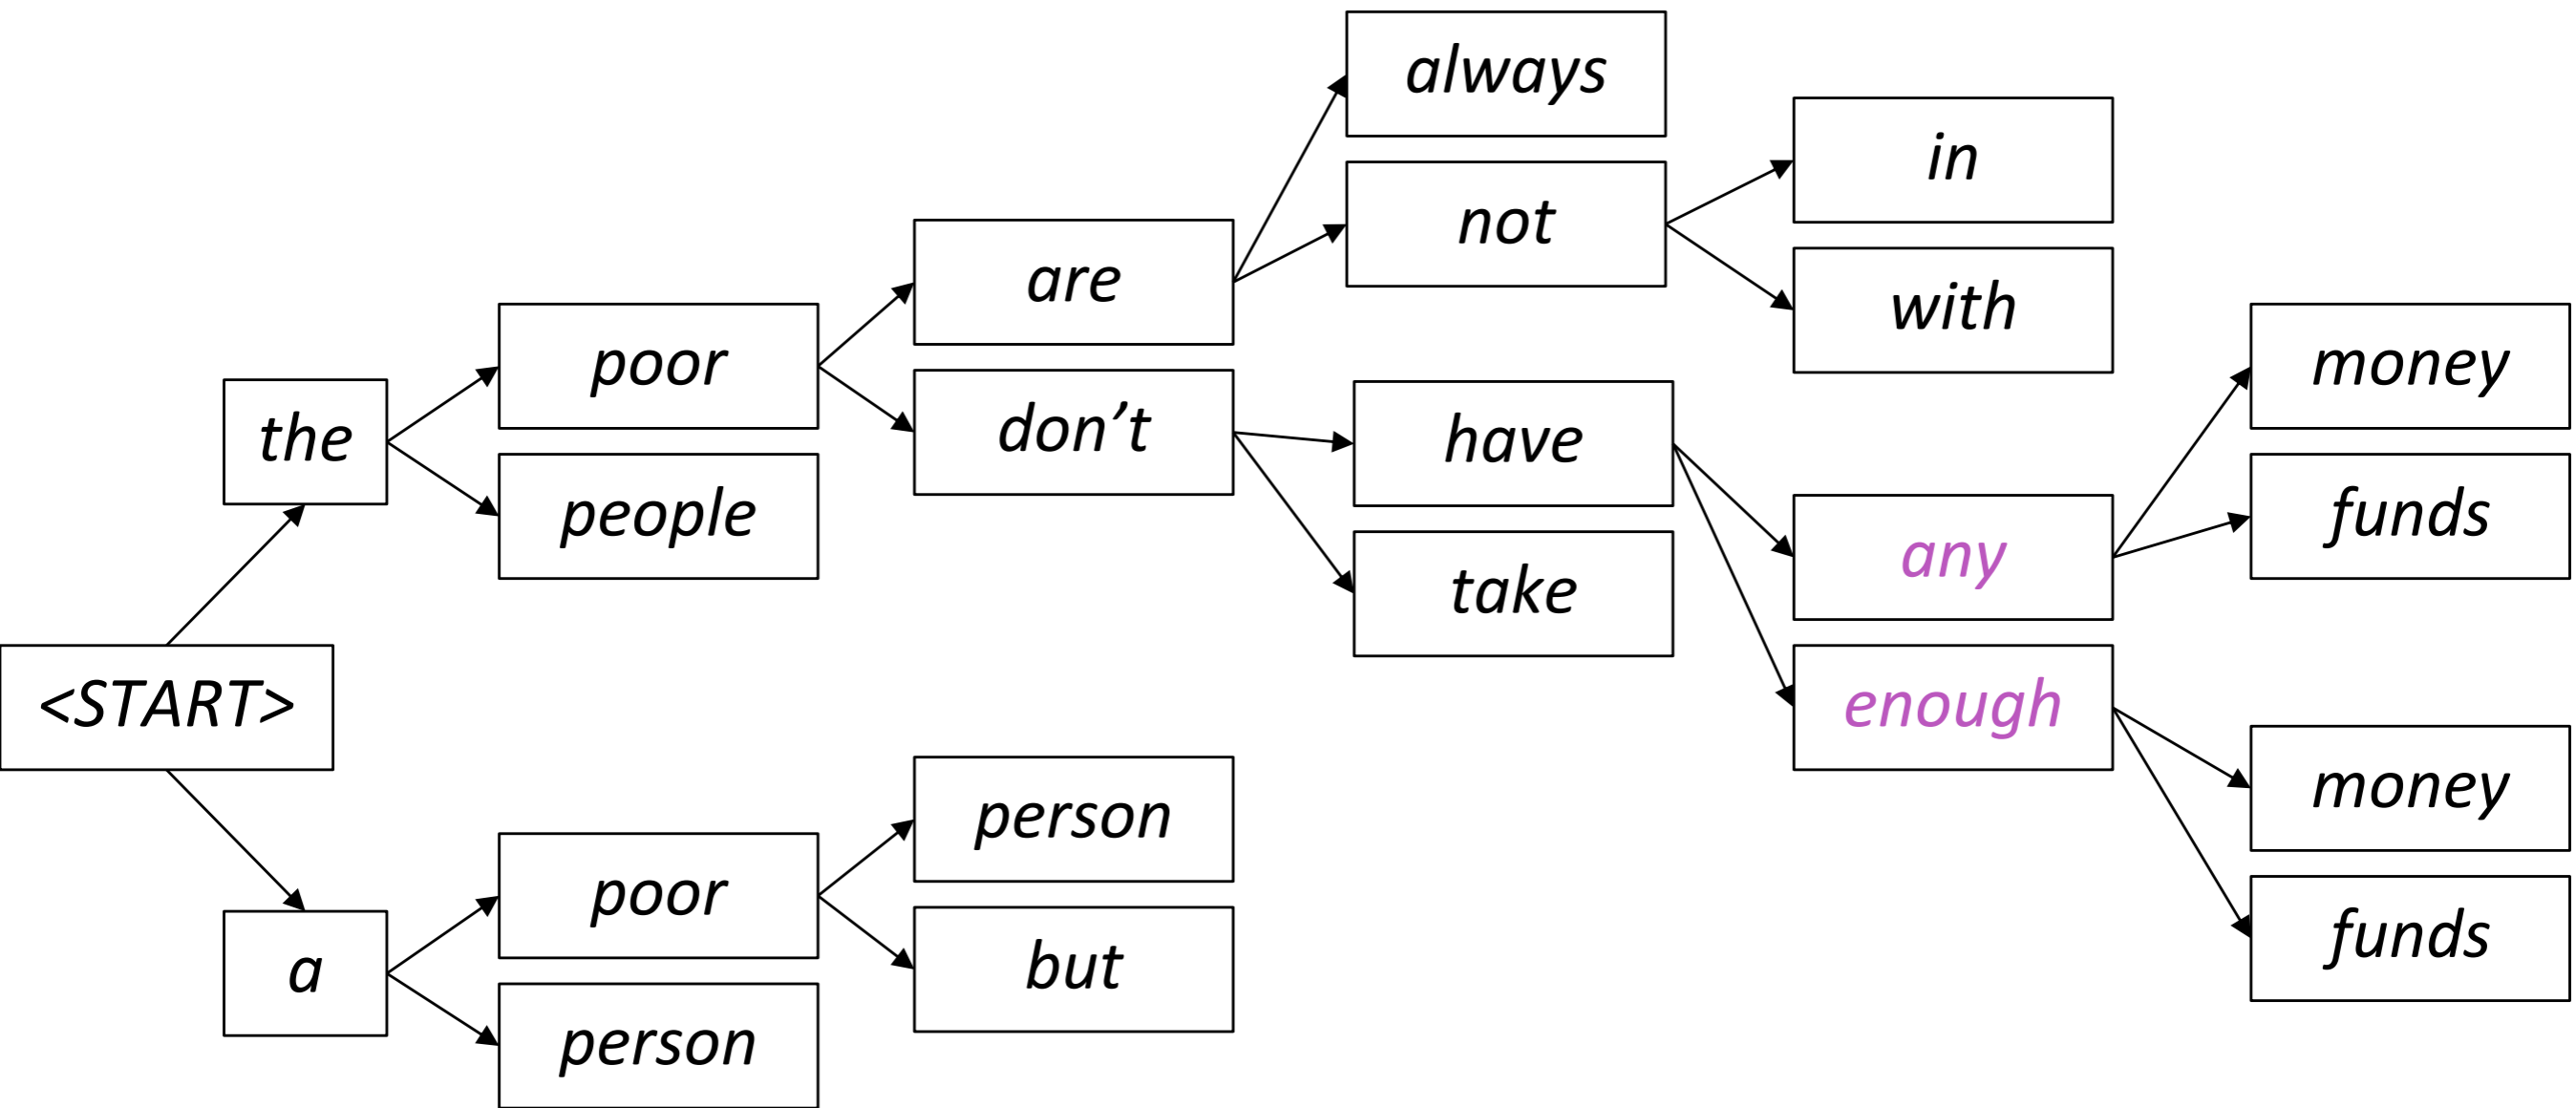 always
in
not
are
with
poor
money
the
don’t
have
people
funds
any
take
<START>
enough
person
money
poor
a
but
funds
person